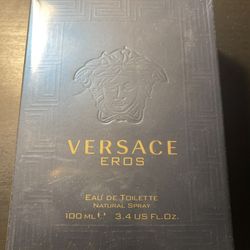 VERSACE
EROS
EAU DE TOILETTE
NATURAL SPRAY
100 ML ℮ 3.4 US FL.OZ.